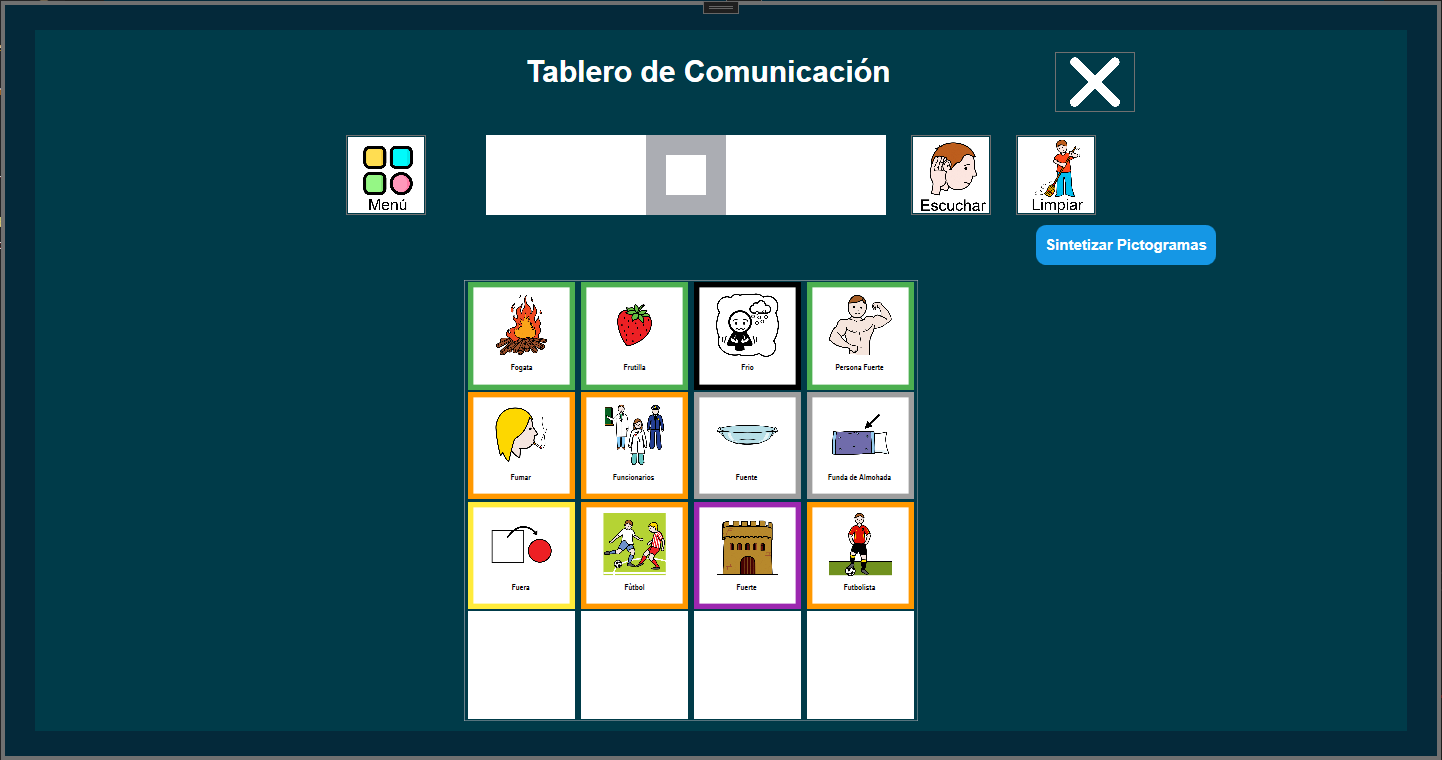 Tablero de Comunicación
Menú
Escuchar
Limpiar
Sintetizar Pictogramas
Fogata
Frutilla
Frio
Persona Fuerte
Fumar
Funcionarios
Fuente
Funda de Almohada
Fuera
Fútbol
Fuerte
Futbolista